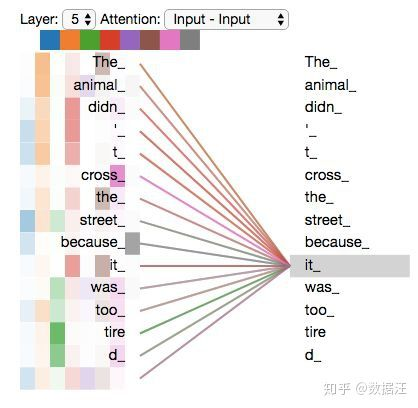 Layer: 5 Attention: Input - Input
The_ The_
animal_ animal_
didn_ didn_
'_ '_
t_ t_
cross_ cross_
the_ the_
street_ street_
because_ because_
it_ it_
was_ was_
too_ too_
tire tire
d_ d_
_ _
知乎 @数据汪